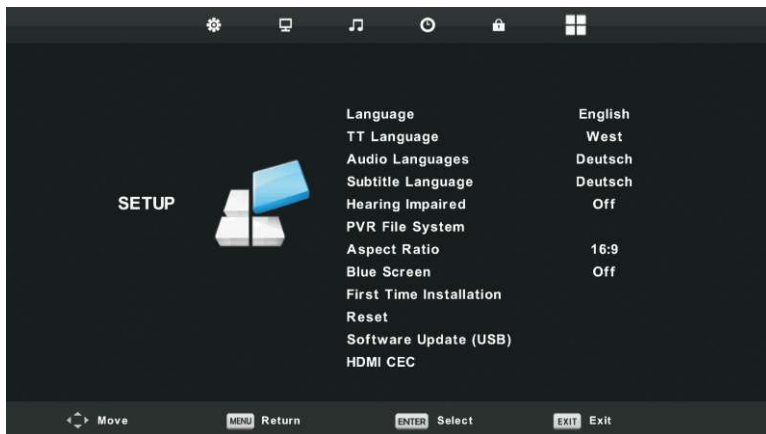 SETUP
Language English
TT Language West
Audio Languages Deutsch
Subtitle Language Deutsch
Hearing Impaired Off
PVR File System
Aspect Ratio 16:9
Blue Screen Off
First Time Installation
Reset
Software Update (USB)
HDMI CEC
Move MENU Return ENTER Select EXIT Exit